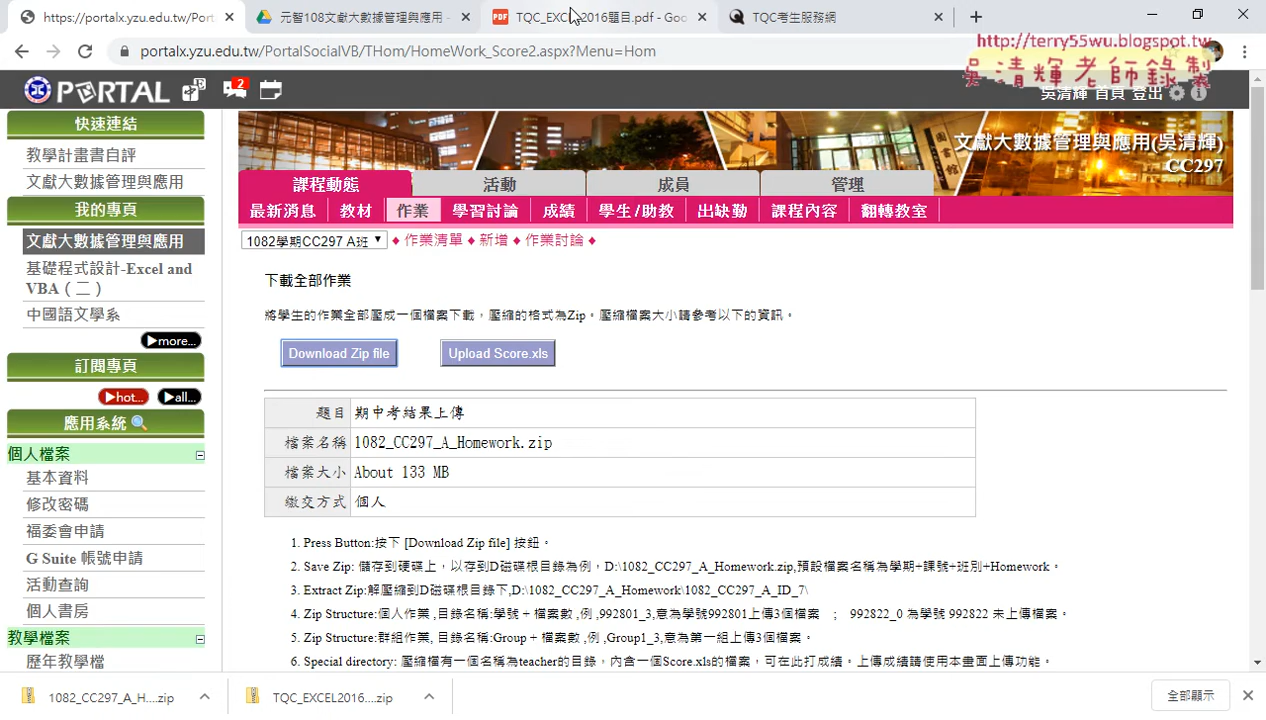 https://portalx.yzu.edu.tw/Port
元智108文獻大數據管理與應用 -
TQC_EXCEL2016題目.pdf - Goo
TQC考生服務網
portalx.yzu.edu.tw/PortalSocialVB/THom/HomeWork_Score2.aspx?Menu=Hom
http://terry55wu.blogspot.tw
吳清輝老師錄製
PORTAL
2
吳清輝 首頁 登出
快速連結
教學計畫書自評
文獻大數據管理與應用
我的專頁
文獻大數據管理與應用
基礎程式設計-Excel and
VBA（二）
中國語文學系
▶more...
訂閱專頁
▶hot... ▶all...
應用系統
個人檔案
基本資料
修改密碼
福委會申請
G Suite 帳號申請
活動查詢
個人書房
教學檔案
歷年教學檔
文獻大數據管理與應用(吳清輝)
CC297
課程動態 活動 成員 管理
最新消息 教材 作業 學習討論 成績 學生/助教 出缺勤 課程內容 翻轉教室
1082學期CC297 A班 ♦ 作業清單 ♦ 新增 ♦ 作業討論 ♦
下載全部作業
將學生的作業全部壓成一個檔案下載，壓縮的格式為Zip。壓縮檔案大小請參考以下的資訊。
Download Zip file Upload Score.xls
題目 期中考結果上傳
檔案名稱 1082_CC297_A_Homework.zip
檔案大小 About 133 MB
繳交方式 個人
1. Press Button:按下 [Download Zip file] 按鈕。
2. Save Zip: 儲存到硬碟上，以存到D磁碟根目錄為例，D:\1082_CC297_A_Homework.zip,預設檔案名稱為學期+課號+班別+Homework。
3. Extract Zip:解壓縮到D磁碟根目錄下,D:\1082_CC297_A_Homework\1082_CC297_A_ID_7\
4. Zip Structure:個人作業, 目錄名稱:學號 + 檔案數 ,例 ,992801_3,意為學號992801上傳3個檔案 ； 992822_0 為學號 992822 未上傳檔案。
5. Zip Structure:群組作業, 目錄名稱:Group + 檔案數 ,例 ,Group1_3,意為第一組上傳3個檔案。
6. Special directory: 壓縮檔有一個名稱為teacher的目錄，內含一個Score.xls的檔案，可在此打成績。上傳成績請使用本畫面上傳功能。
1082_CC297_A_H....zip
TQC_EXCEL2016....zip
全部顯示